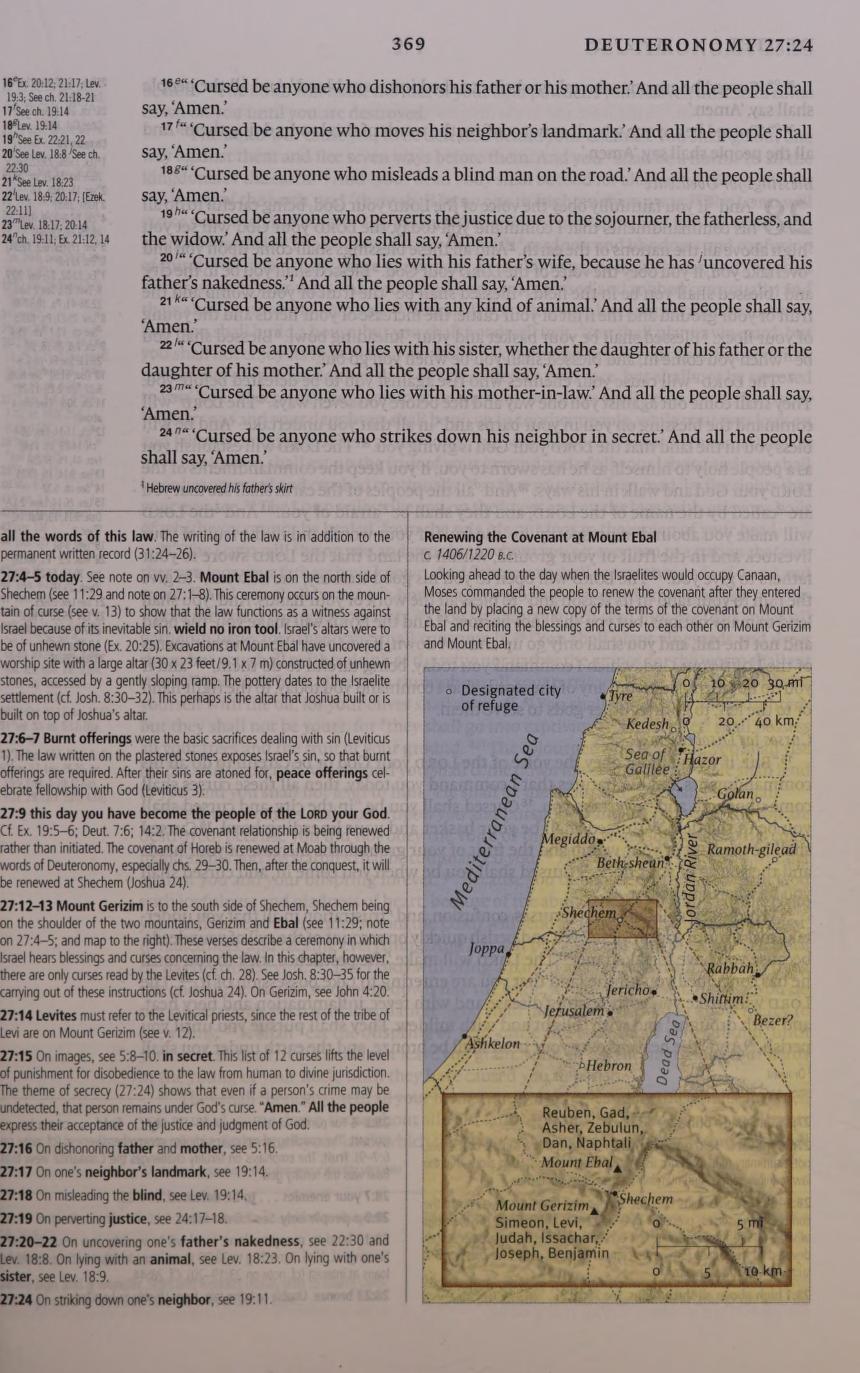 369 DEUTERONOMY 27:24
16 e Ex. 20:12; 21:17; Lev.
19:3; See ch. 21:18-21
17 f See ch. 19:14
18 g Lev. 19:14
19 h See Ex. 22:21, 22
20 i See Lev. 18:8 j See ch.
22:30
21 k See Lev. 18:23
22 l Lev. 18:9; 20:17; [Ezek.
22:11]
23 m Lev. 18:17; 20:14
24 n ch. 19:11; Ex. 21:12, 14
16 e “ ‘Cursed be anyone who dishonors his father or his mother.’ And all the people shall
say, ‘Amen.’
17 f “ ‘Cursed be anyone who moves his neighbor’s landmark.’ And all the people shall
say, ‘Amen.’
18 g “ ‘Cursed be anyone who misleads a blind man on the road.’ And all the people shall
say, ‘Amen.’
19 h “ ‘Cursed be anyone who perverts the justice due to the sojourner, the fatherless, and
the widow.’ And all the people shall say, ‘Amen.’
20 i “ ‘Cursed be anyone who lies with his father’s wife, because he has j uncovered his
father’s nakedness.’ 1 And all the people shall say, ‘Amen.’
21 k “ ‘Cursed be anyone who lies with any kind of animal.’ And all the people shall say,
‘Amen.’
22 l “ ‘Cursed be anyone who lies with his sister, whether the daughter of his father or the
daughter of his mother.’ And all the people shall say, ‘Amen.’
23 m “ ‘Cursed be anyone who lies with his mother-in-law.’ And all the people shall say,
‘Amen.’
24 n “ ‘Cursed be anyone who strikes down his neighbor in secret.’ And all the people
shall say, ‘Amen.’
1 Hebrew uncovered his father’s skirt
all the words of this law. The writing of the law is in addition to the
permanent written record (31:24–26).
27:4–5 today. See note on vv. 2–3. Mount Ebal is on the north side of
Shechem (see 11:29 and note on 27:1–8). This ceremony occurs on the moun-
tain of curse (see v. 13) to show that the law functions as a witness against
Israel because of its inevitable sin. wield no iron tool. Israel’s altars were to
be of unhewn stone (Ex. 20:25). Excavations at Mount Ebal have uncovered a
worship site with a large altar (30 x 23 feet/9.1 x 7 m) constructed of unhewn
stones, accessed by a gently sloping ramp. The pottery dates to the Israelite
settlement (cf. Josh. 8:30–32). This perhaps is the altar that Joshua built or is
built on top of Joshua’s altar.
27:6–7 Burnt offerings were the basic sacrifices dealing with sin (Leviticus
1). The law written on the plastered stones exposes Israel’s sin, so that burnt
offerings are required. After their sins are atoned for, peace offerings cel-
ebrate fellowship with God (Leviticus 3).
27:9 this day you have become the people of the LORD your God.
Cf. Ex. 19:5–6; Deut. 7:6; 14:2. The covenant relationship is being renewed
rather than initiated. The covenant of Horeb is renewed at Moab through the
words of Deuteronomy, especially chs. 29–30. Then, after the conquest, it will
be renewed at Shechem (Joshua 24).
27:12–13 Mount Gerizim is to the south side of Shechem, Shechem being
on the shoulder of the two mountains, Gerizim and Ebal (see 11:29; note
on 27:4–5; and map to the right). These verses describe a ceremony in which
Israel hears blessings and curses concerning the law. In this chapter, however,
there are only curses read by the Levites (cf. ch. 28). See Josh. 8:30–35 for the
carrying out of these instructions (cf. Joshua 24). On Gerizim, see John 4:20.
27:14 Levites must refer to the Levitical priests, since the rest of the tribe of
Levi are on Mount Gerizim (see v. 12).
27:15 On images, see 5:8–10. in secret. This list of 12 curses lifts the level
of punishment for disobedience to the law from human to divine jurisdiction.
The theme of secrecy (27:24) shows that even if a person’s crime may be
undetected, that person remains under God’s curse. “Amen.” All the people
express their acceptance of the justice and judgment of God.
27:16 On dishonoring father and mother, see 5:16.
27:17 On one’s neighbor’s landmark, see 19:14.
27:18 On misleading the blind, see Lev. 19:14.
27:19 On perverting justice, see 24:17–18.
27:20–22 On uncovering one’s father’s nakedness, see 22:30 and
Lev. 18:8. On lying with an animal, see Lev. 18:23. On lying with one’s
sister, see Lev. 18:9.
27:24 On striking down one’s neighbor, see 19:11.
Renewing the Covenant at Mount Ebal
c. 1406/1220 B.C.
Looking ahead to the day when the Israelites would occupy Canaan,
Moses commanded the people to renew the covenant after they entered
the land by placing a new copy of the terms of the covenant on Mount
Ebal and reciting the blessings and curses to each other on Mount Gerizim
and Mount Ebal.
Designated city
of refuge
0 10 20 30 mi
0 20 40 km
Tyre
Kedesh
Sea of
Galilee
Hazor
Golan
Mediterranean Sea
Megiddo
Ramoth-gilead
Beth-shean
Jordan River
Shechem
Joppa
Rabbah
Jericho
Shittim?
Jerusalem
Bezer?
Ashkelon
Dead Sea
Hebron
Reuben, Gad,
Asher, Zebulun,
Dan, Naphtali
Mount Ebal
Shechem
Mount Gerizim
Simeon, Levi,
Judah, Issachar,
Joseph, Benjamin
0 5 mi
0 5 10 km